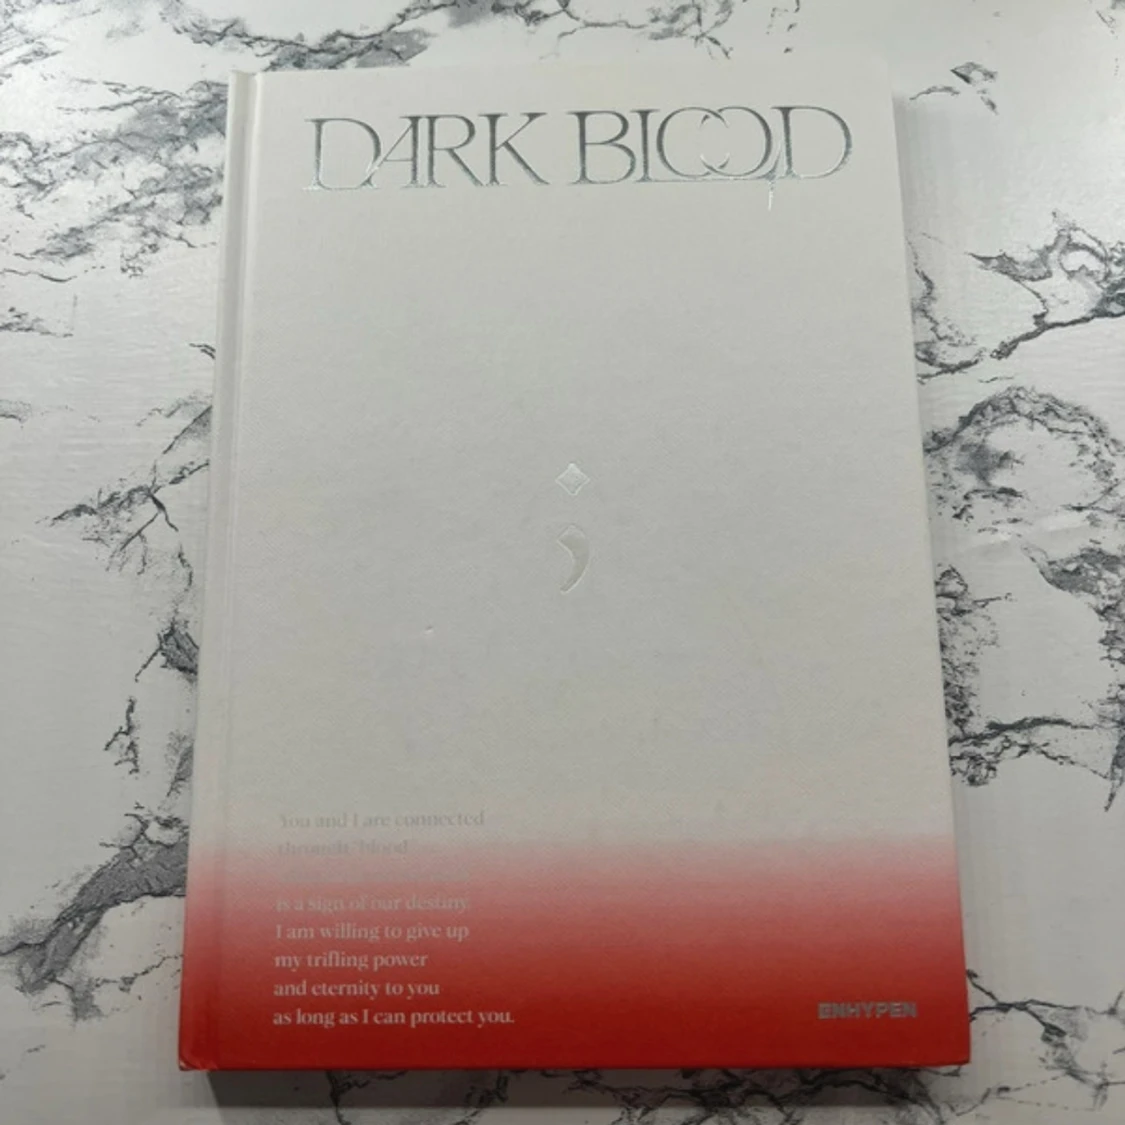 DARK BLOOD
;
You and I are connected
through "blood
is a sign of our destiny.
I am willing to give up
my trifling power
and eternity to you
as long as I can protect you.
ENHYPEN